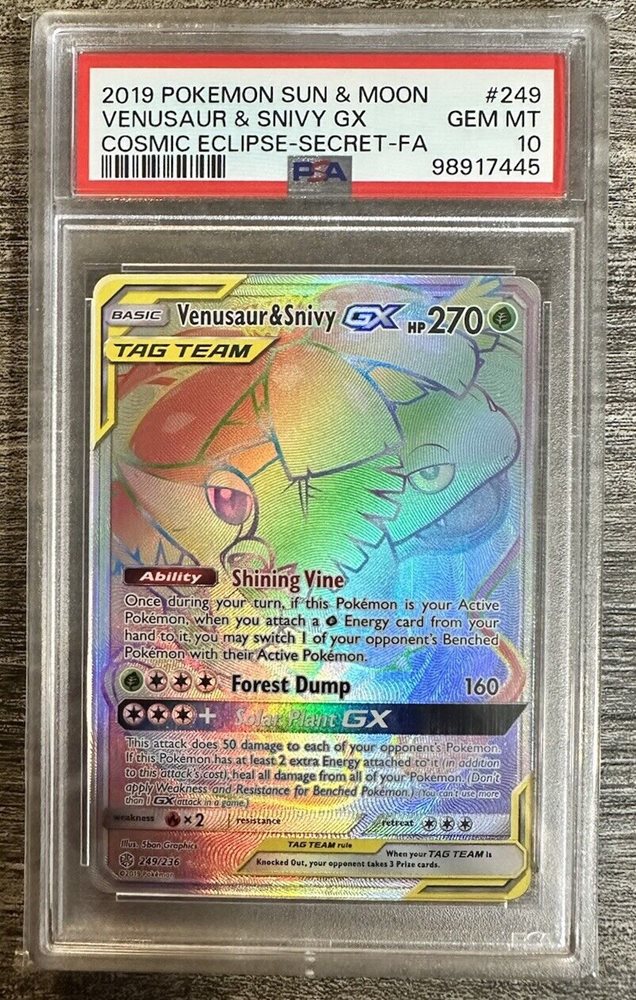 2019 POKEMON SUN & MOON #249
VENUSAUR & SNIVY GX GEM MT
COSMIC ECLIPSE-SECRET-FA 10
PSA 98917445
BASIC Venusaur&Snivy GX HP270
TAG TEAM
Ability Shining Vine
Once during your turn, if this Pokémon is your Active
Pokémon, when you attach a Energy card from your
hand to it, you may switch 1 of your opponent's Benched
Pokémon with their Active Pokémon.
Forest Dump 160
+ Solar Plant GX
This attack does 50 damage to each of your opponent's Pokémon.
If this Pokémon has at least 2 extra Energy attached to it (in addition
to this attack's cost), heal all damage from all of your Pokémon. (Don't
apply Weakness and Resistance for Benched Pokémon.) (You can't use more
than 1 GX attack in a game.)
weakness ×2 resistance retreat
Illus. 5ban Graphics
249/236
©2019 Pokémon
TAG TEAM rule
When your TAG TEAM is
Knocked Out, your opponent takes 3 Prize cards.